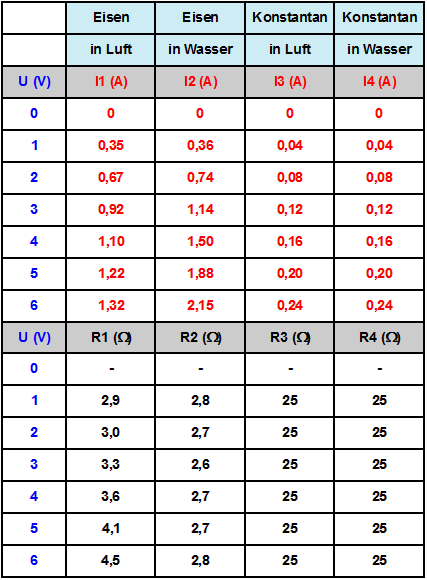 Eisen Eisen Konstantan Konstantan
in Luft in Wasser in Luft in Wasser
U (V) I1 (A) I2 (A) I3 (A) I4 (A)
0 0 0 0 0
1 0,35 0,36 0,04 0,04
2 0,67 0,74 0,08 0,08
3 0,92 1,14 0,12 0,12
4 1,10 1,50 0,16 0,16
5 1,22 1,88 0,20 0,20
6 1,32 2,15 0,24 0,24
U (V) R1 (Ω) R2 (Ω) R3 (Ω) R4 (Ω)
0 - - - -
1 2,9 2,8 25 25
2 3,0 2,7 25 25
3 3,3 2,6 25 25
4 3,6 2,7 25 25
5 4,1 2,7 25 25
6 4,5 2,8 25 25